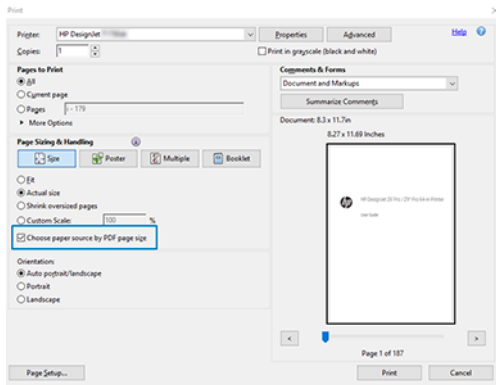 Print
Printer: HP DesignJet
Properties
Advanced
Help
Copies: 1
Print in grayscale (black and white)
Pages to Print
All
Current page
Pages 1 - 179
More Options
Comments & Forms
Document and Markups
Summarize Comments
Page Sizing & Handling
Size
Poster
Multiple
Booklet
Fit
Actual size
Shrink oversized pages
Custom Scale: 100 %
Choose paper source by PDF page size
Orientation:
Auto portrait/landscape
Portrait
Landscape
Document: 8.3 x 11.7in
8.27 x 11.69 Inches
hp
User Guide
<
>
Page 1 of 187
Page Setup...
Print
Cancel